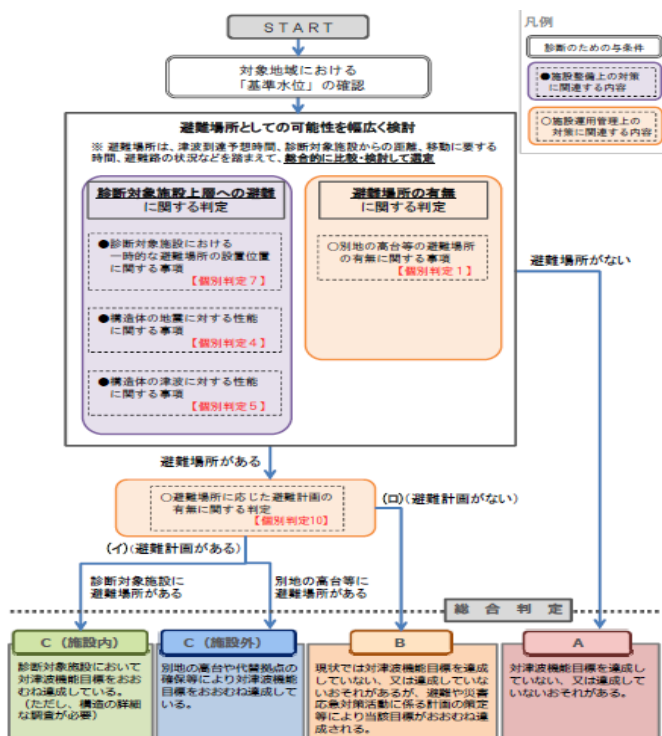 START
凡例
診断のための与条件
●施設整備上の対策
に関連する内容
○施設運用管理上の
対策に関連する内容
対象地域における
「基準水位」の確認
避難場所としての可能性を幅広く検討
※ 避難場所は、津波到達予想時間、診断対象施設からの距離、移動に要する
時間、避難路の状況などを踏まえて、総合的に比較・検討して選定
診断対象施設上層への避難
に関する判定
●診断対象施設における
一時的な避難場所の設置位置
に関する事項
【個別判定7】
●構造体の地震に対する性能
に関する事項
【個別判定4】
●構造体の津波に対する性能
に関する事項
【個別判定5】
避難場所の有無
に関する判定
○別地の高台等の避難場所
の有無に関する事項
【個別判定1】
避難場所がない
避難場所がある
○避難場所に応じた避難計画の
有無に関する判定
【個別判定10】
(ロ)(避難計画がない)
(イ)(避難計画がある)
診断対象施設に
避難場所がある
別地の高台等に
避難場所がある
総合判定
C(施設内)
診断対象施設において
対津波機能目標をおお
むね達成している。
(ただし、構造の詳細
な調査が必要)
C(施設外)
別地の高台や代替拠点の
確保等により対津波機能
目標をおおむね達成して
いる。
B
現状では対津波機能目標を達成
していない、又は達成していな
いおそれがあるが、避難や災害
応急対策活動に係る計画の策定
等により当該目標がおおむね達
成される。
A
対津波機能目標を達成し
ていない、又は達成して
いないおそれがある。